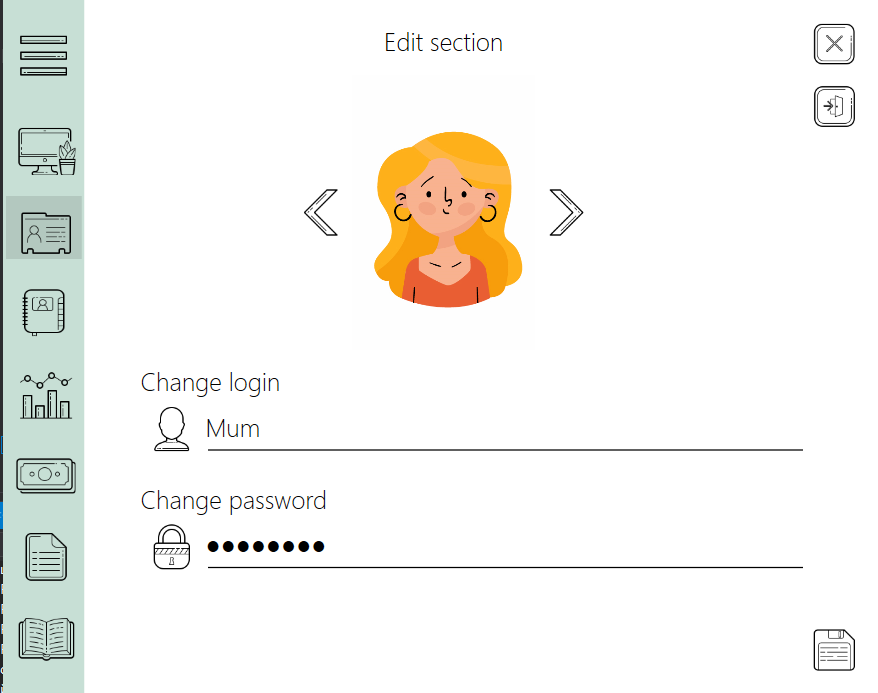 Edit section
Change login
Mum
Change password
●●●●●●●●